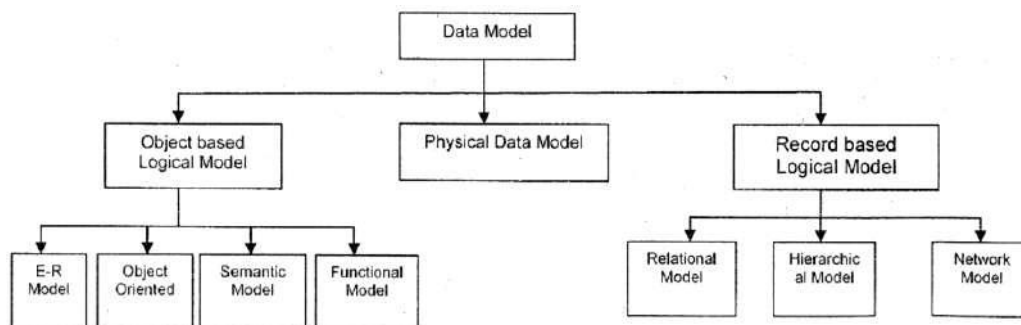 Data Model
Object based
Logical Model
Physical Data Model
Record based
Logical Model
E-R
Model
Object
Oriented
Semantic
Model
Functional
Model
Relational
Model
Hierarchic
al Model
Network
Model